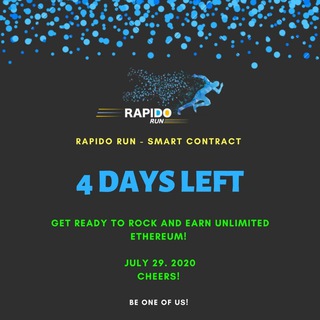 RAPIDO
RUN
RAPIDO RUN - SMART CONTRACT
4 DAYS LEFT
GET READY TO ROCK AND EARN UNLIMITED
ETHEREUM!
JULY 29. 2020
CHEERS!
BE ONE OF US!